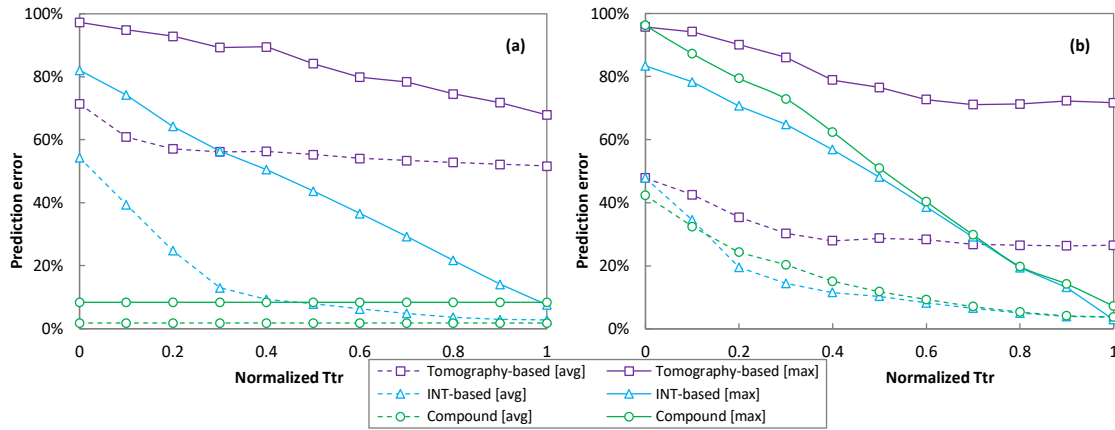 100%
80%
60%
40%
20%
0%
Prediction error
(a)
0 0.2 0.4 0.6 0.8 1
Normalized Ttr
100%
80%
60%
40%
20%
0%
Prediction error
(b)
0 0.2 0.4 0.6 0.8 1
Normalized Ttr
Tomography-based [avg] Tomography-based [max]
INT-based [avg] INT-based [max]
Compound [avg] Compound [max]